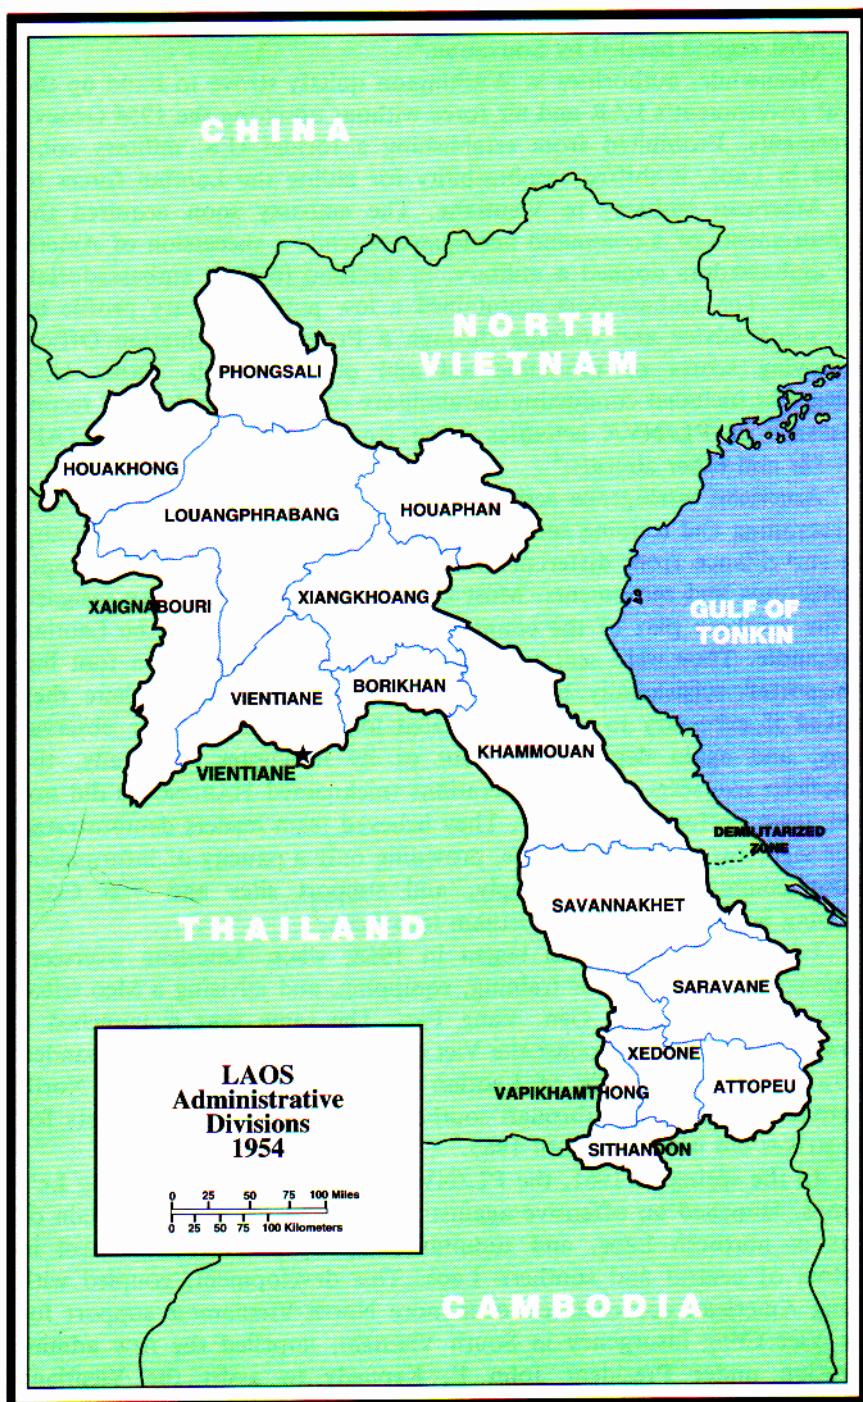 CHINA
NORTH
VIETNAM
PHONGSALI
HOUAKHONG
LOUANGPHRABANG
HOUAPHAN
XAIGNABOURI
XIANGKHOANG
GULF OF
TONKIN
VIENTIANE
BORIKHAN
KHAMMOUAN
VIENTIANE
DEMILITARIZED
ZONE
SAVANNAKHET
THAILAND
SARAVANE
XEDONE
VAPIKHAMTHONG
ATTOPEU
SITHANDON
LAOS
Administrative
Divisions
1954
0 25 50 75 100 Miles
0 25 50 75 100 Kilometers
CAMBODIA